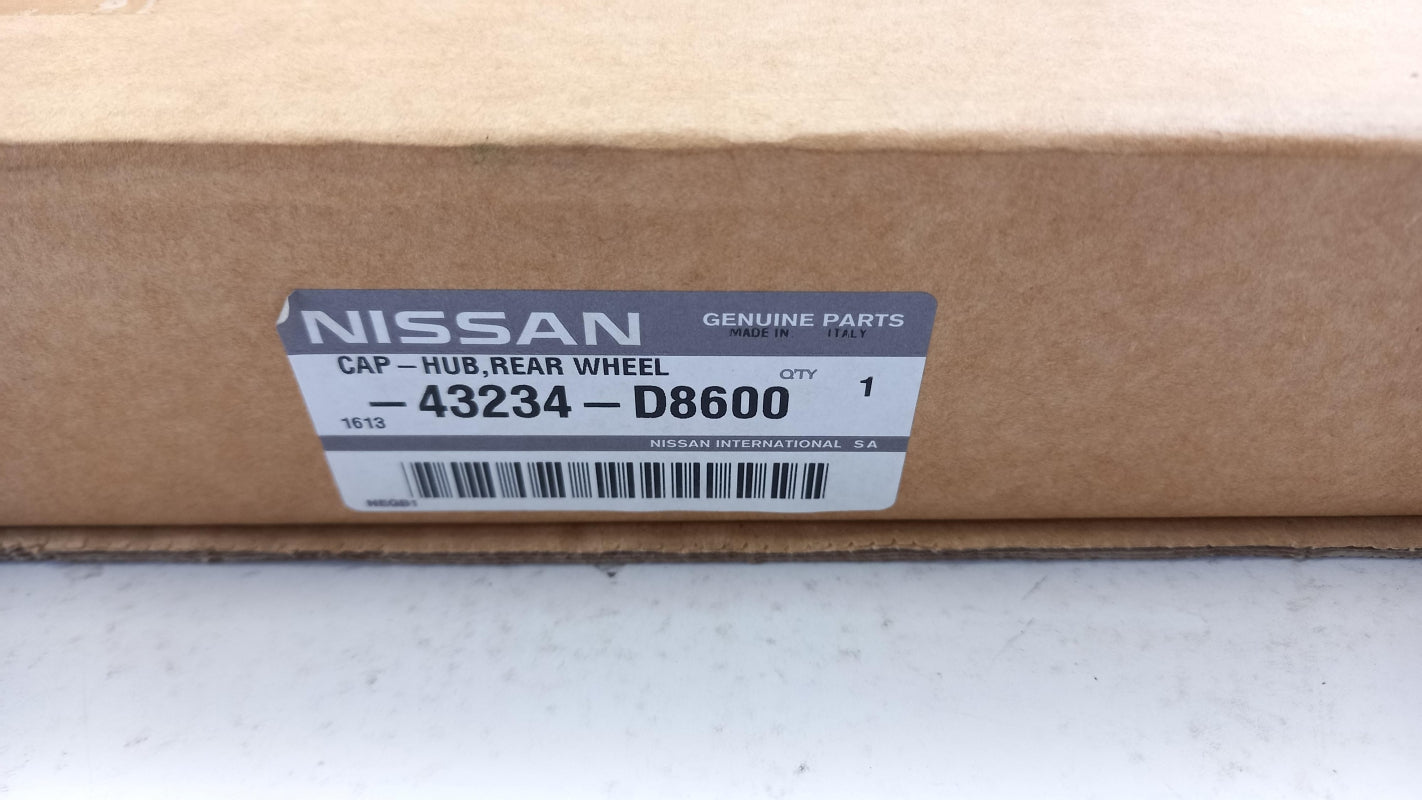 NISSAN GENUINE PARTS
MADE IN ITALY
CAP-HUB,REAR WHEEL
QTY 1
-43234-D8600
1613
NISSAN INTERNATIONAL SA